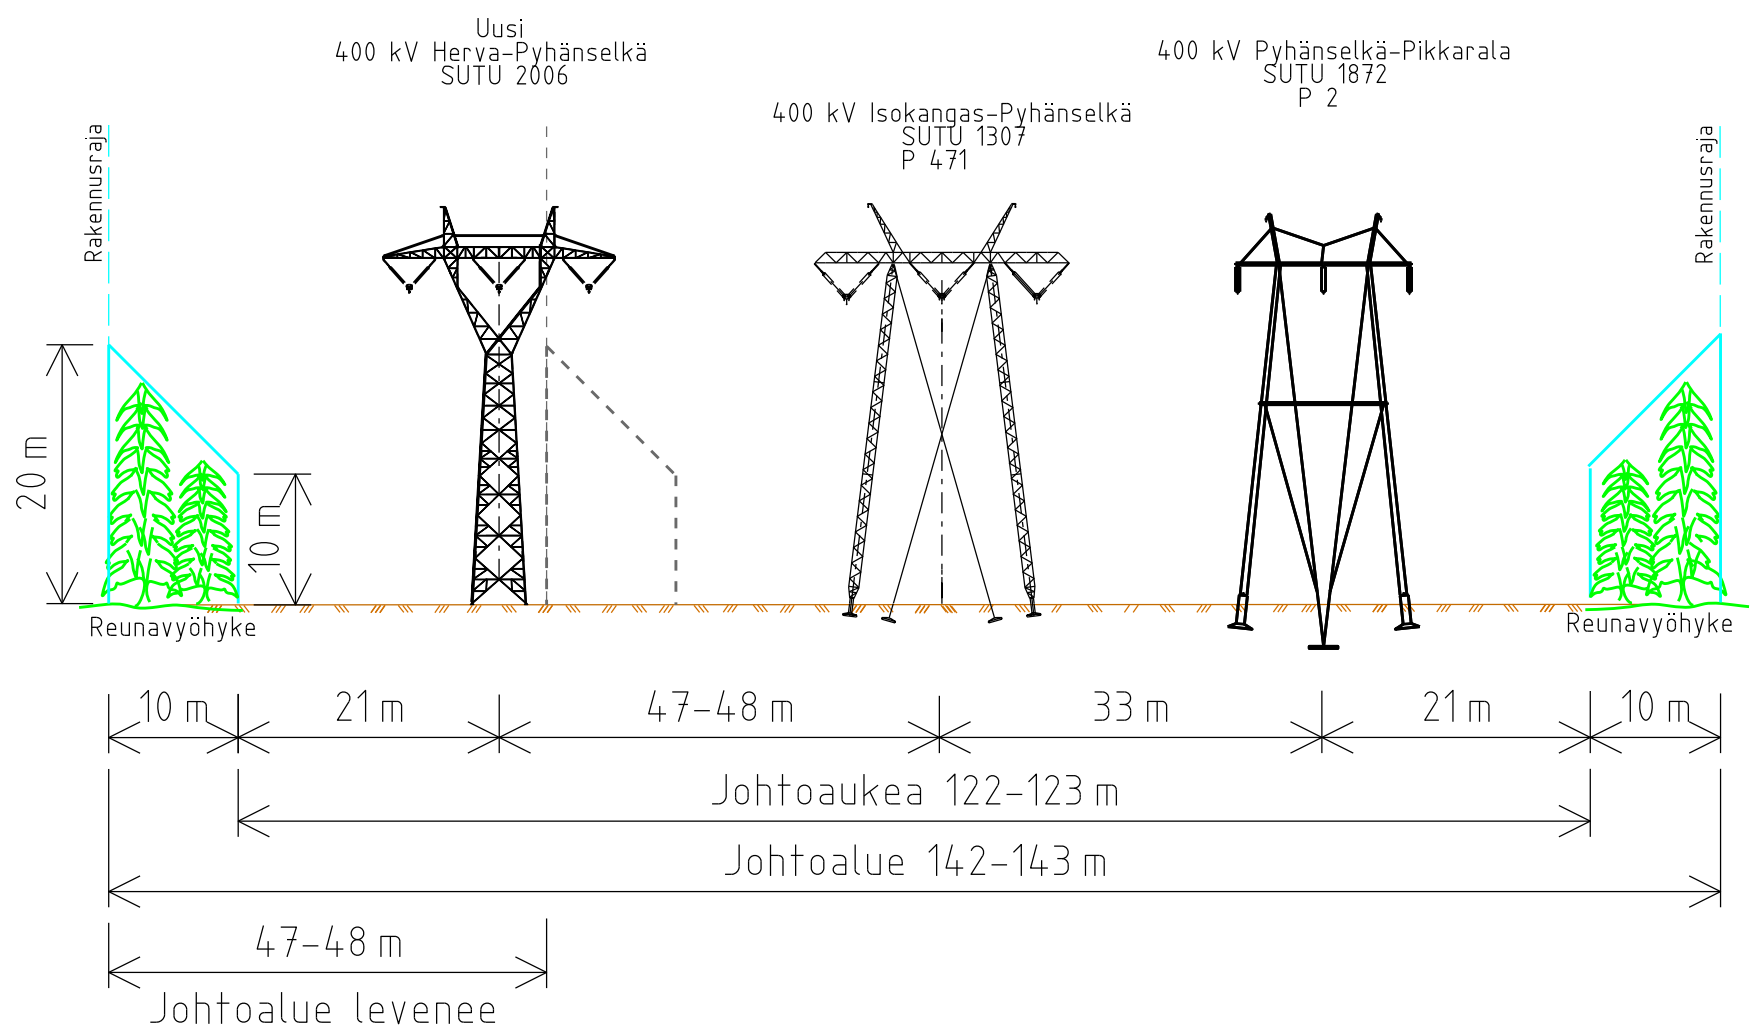 Uusi
400 kV Herva-Pyhänselkä
SUTU 2006
400 kV Pyhänselkä-Pikkarala
SUTU 1872
P 2
400 kV Isokangas-Pyhänselkä
SUTU 1307
P 471
Rakennusraja
Rakennusraja
20 m
10 m
Reunavyöhyke
Reunavyöhyke
10 m
21 m
47-48 m
33 m
21 m
10 m
Johtoaukea 122-123 m
Johtoalue 142-143 m
47-48 m
Johtoalue levenee